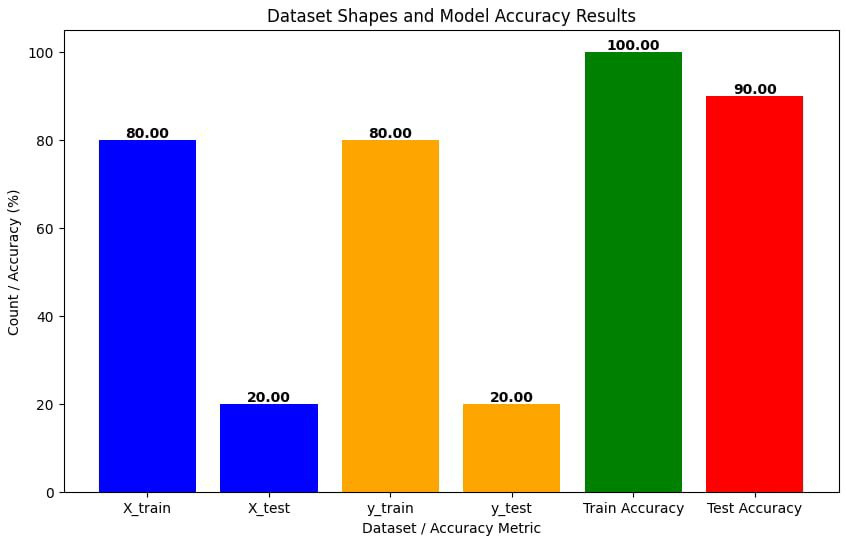 Dataset Shapes and Model Accuracy Results
Count / Accuracy (%)
100
80
60
40
20
0
80.00
20.00
80.00
20.00
100.00
90.00
X_train
X_test
y_train
y_test
Train Accuracy
Test Accuracy
Dataset / Accuracy Metric